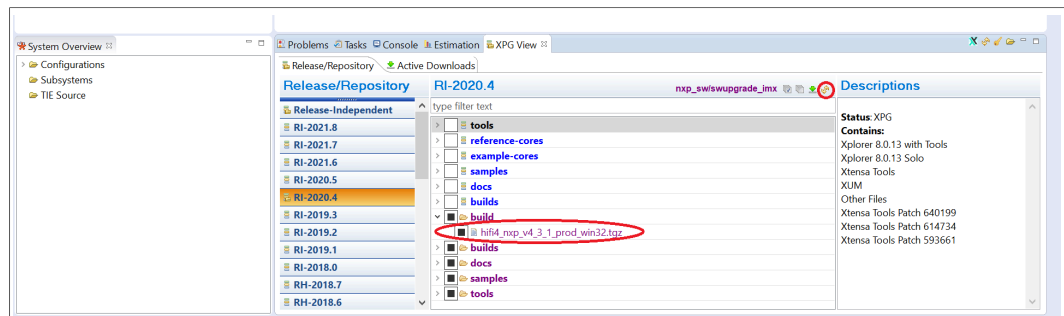 System Overview
Configurations
Subsystems
TIE Source
Problems Tasks Console Estimation XPG View
Release/Repository Active Downloads
Release/Repository
Release-Independent
RI-2021.8
RI-2021.7
RI-2021.6
RI-2020.5
RI-2020.4
RI-2019.3
RI-2019.2
RI-2019.1
RI-2018.0
RH-2018.7
RH-2018.6
RI-2020.4 nxp_sw/swupgrade_imx
type filter text
tools
reference-cores
example-cores
samples
docs
builds
build
hifi4_nxp_v4_3_1_prod_win32.tgz
builds
docs
samples
tools
Descriptions
Status: XPG
Contains:
Xplorer 8.0.13 with Tools
Xplorer 8.0.13 Solo
Xtensa Tools
XUM
Other Files
Xtensa Tools Patch 640199
Xtensa Tools Patch 614734
Xtensa Tools Patch 593661